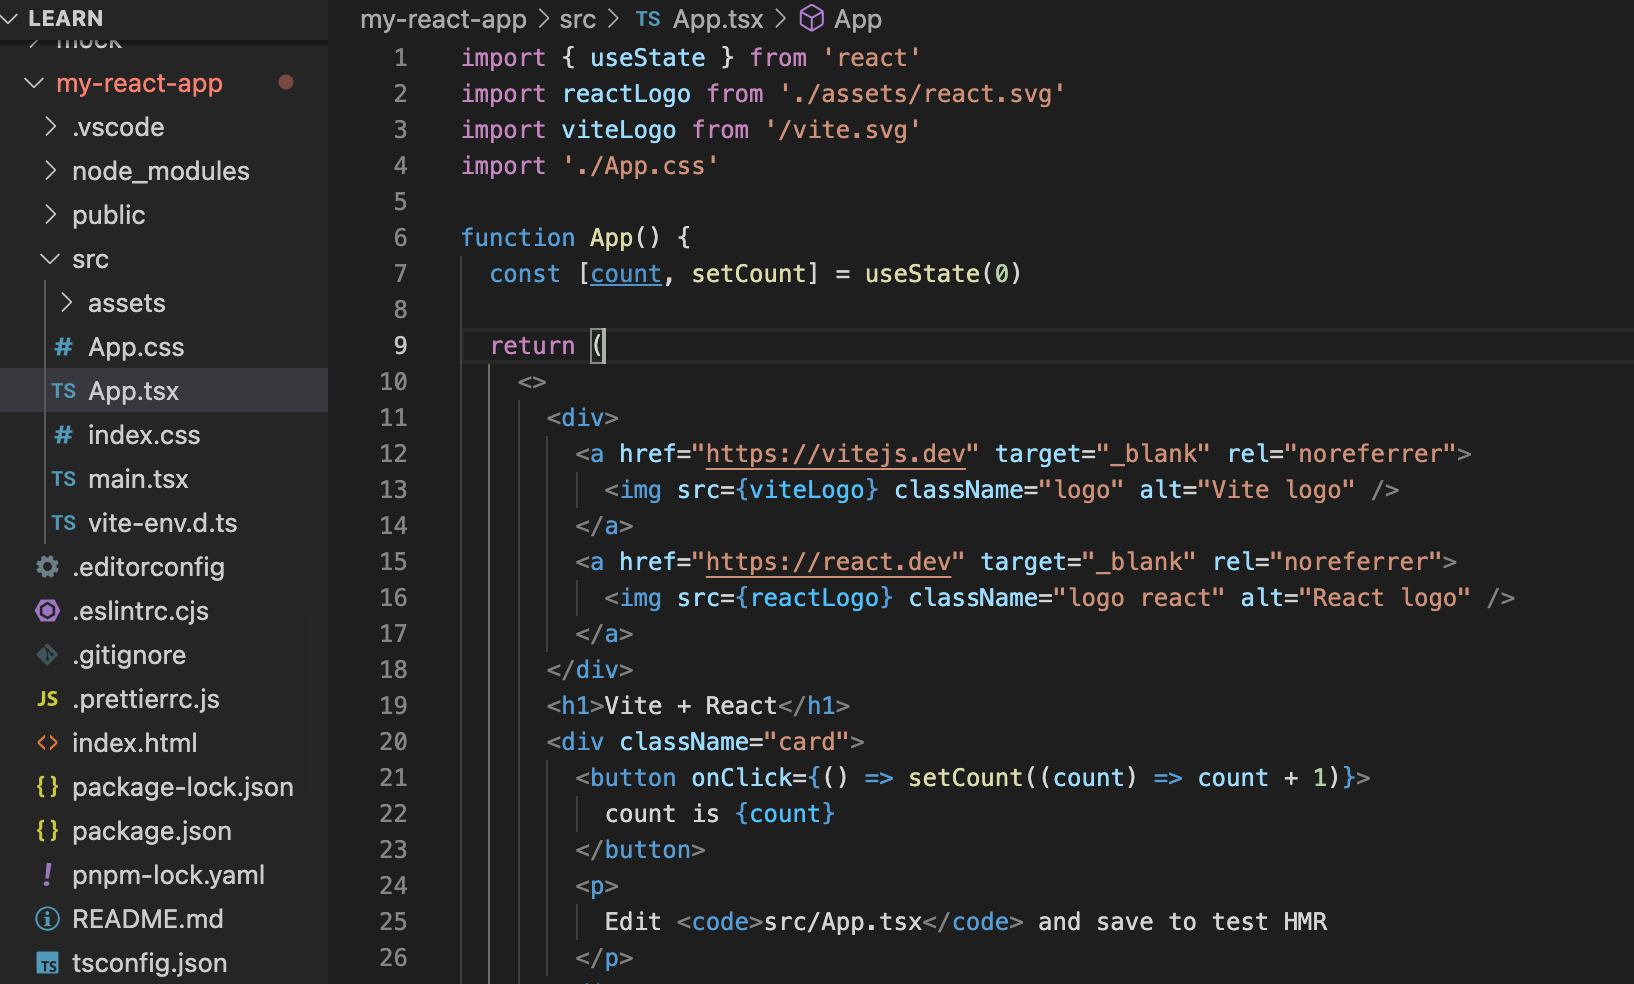 LEARN
mock
my-react-app
.vscode
node_modules
public
src
assets
# App.css
TS App.tsx
# index.css
TS main.tsx
TS vite-env.d.ts
.editorconfig
.eslintrc.cjs
.gitignore
JS .prettierrc.js
<> index.html
{} package-lock.json
{} package.json
! pnpm-lock.yaml
README.md
TS tsconfig.json
my-react-app > src > TS App.tsx > App
1 import { useState } from 'react'
2 import reactLogo from './assets/react.svg'
3 import viteLogo from '/vite.svg'
4 import './App.css'
5
6 function App() {
7 const [count, setCount] = useState(0)
8
9 return (
10 <>
11 <div>
12 <a href="https://vitejs.dev" target="_blank" rel="noreferrer">
13 <img src={viteLogo} className="logo" alt="Vite logo" />
14 </a>
15 <a href="https://react.dev" target="_blank" rel="noreferrer">
16 <img src={reactLogo} className="logo react" alt="React logo" />
17 </a>
18 </div>
19 <h1>Vite + React</h1>
20 <div className="card">
21 <button onClick={() => setCount((count) => count + 1)}>
22 count is {count}
23 </button>
24 <p>
25 Edit <code>src/App.tsx</code> and save to test HMR
26 </p>